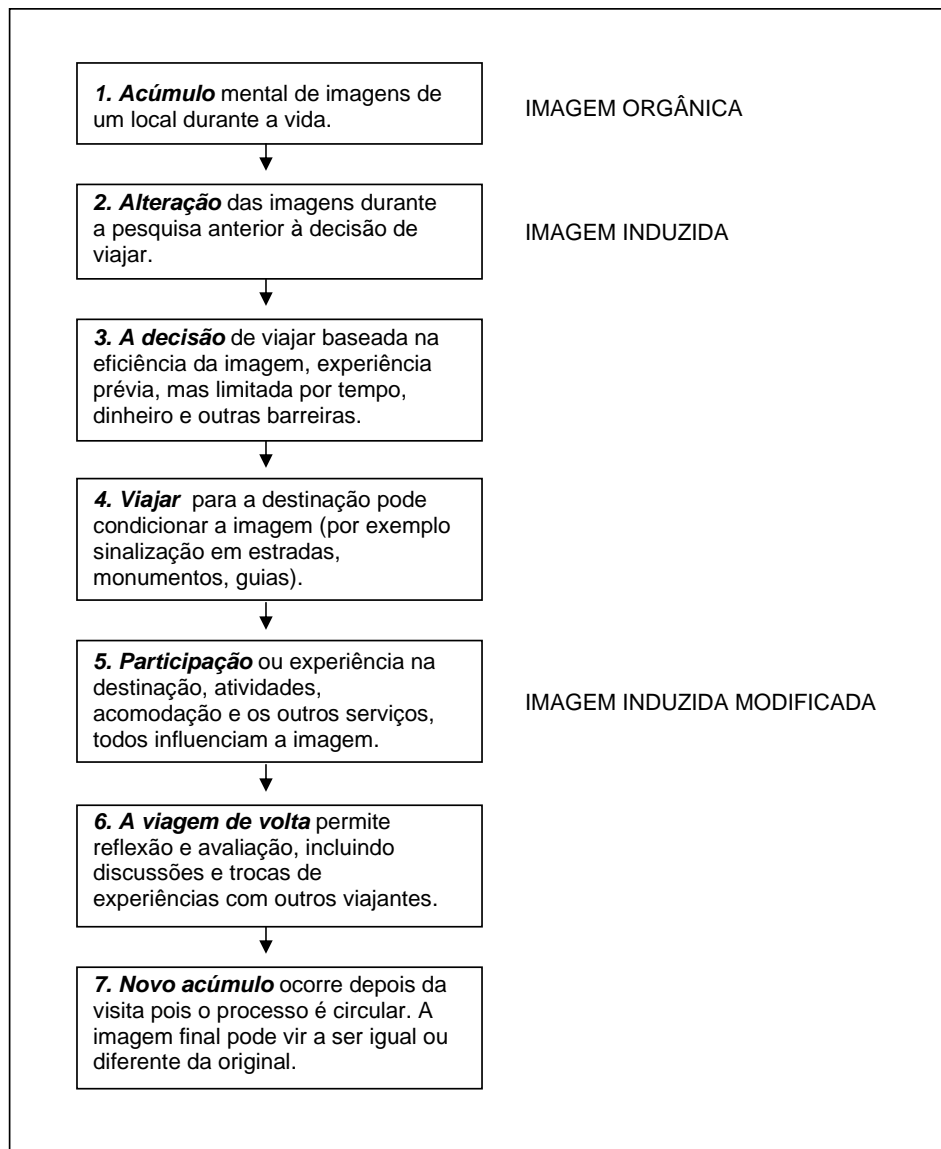 1. Acúmulo mental de imagens de
um local durante a vida.
IMAGEM ORGÂNICA
2. Alteração das imagens durante
a pesquisa anterior à decisão de
viajar.
IMAGEM INDUZIDA
3. A decisão de viajar baseada na
eficiência da imagem, experiência
prévia, mas limitada por tempo,
dinheiro e outras barreiras.
4. Viajar para a destinação pode
condicionar a imagem (por exemplo
sinalização em estradas,
monumentos, guias).
5. Participação ou experiência na
destinação, atividades,
acomodação e os outros serviços,
todos influenciam a imagem.
IMAGEM INDUZIDA MODIFICADA
6. A viagem de volta permite
reflexão e avaliação, incluindo
discussões e trocas de
experiências com outros viajantes.
7. Novo acúmulo ocorre depois da
visita pois o processo é circular. A
imagem final pode vir a ser igual ou
diferente da original.